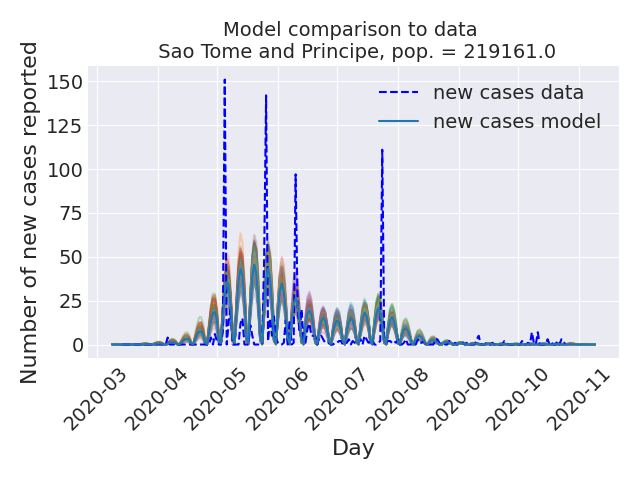 Model comparison to data
Sao Tome and Principe, pop. = 219161.0
Number of new cases reported
150
125
100
75
50
25
0
new cases data
new cases model
2020-03
2020-04
2020-05
2020-06
2020-07
2020-08
2020-09
2020-10
2020-11
Day